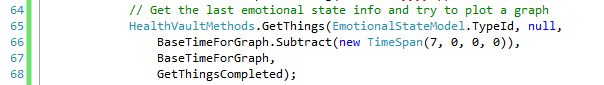 64 // Get the last emotional state info and try to plot a graph
65 HealthVaultMethods.GetThings(EmotionalStateModel.TypeId, null,
66 BaseTimeForGraph.Subtract(new TimeSpan(7, 0, 0, 0)),
67 BaseTimeForGraph,
68 GetThingsCompleted);